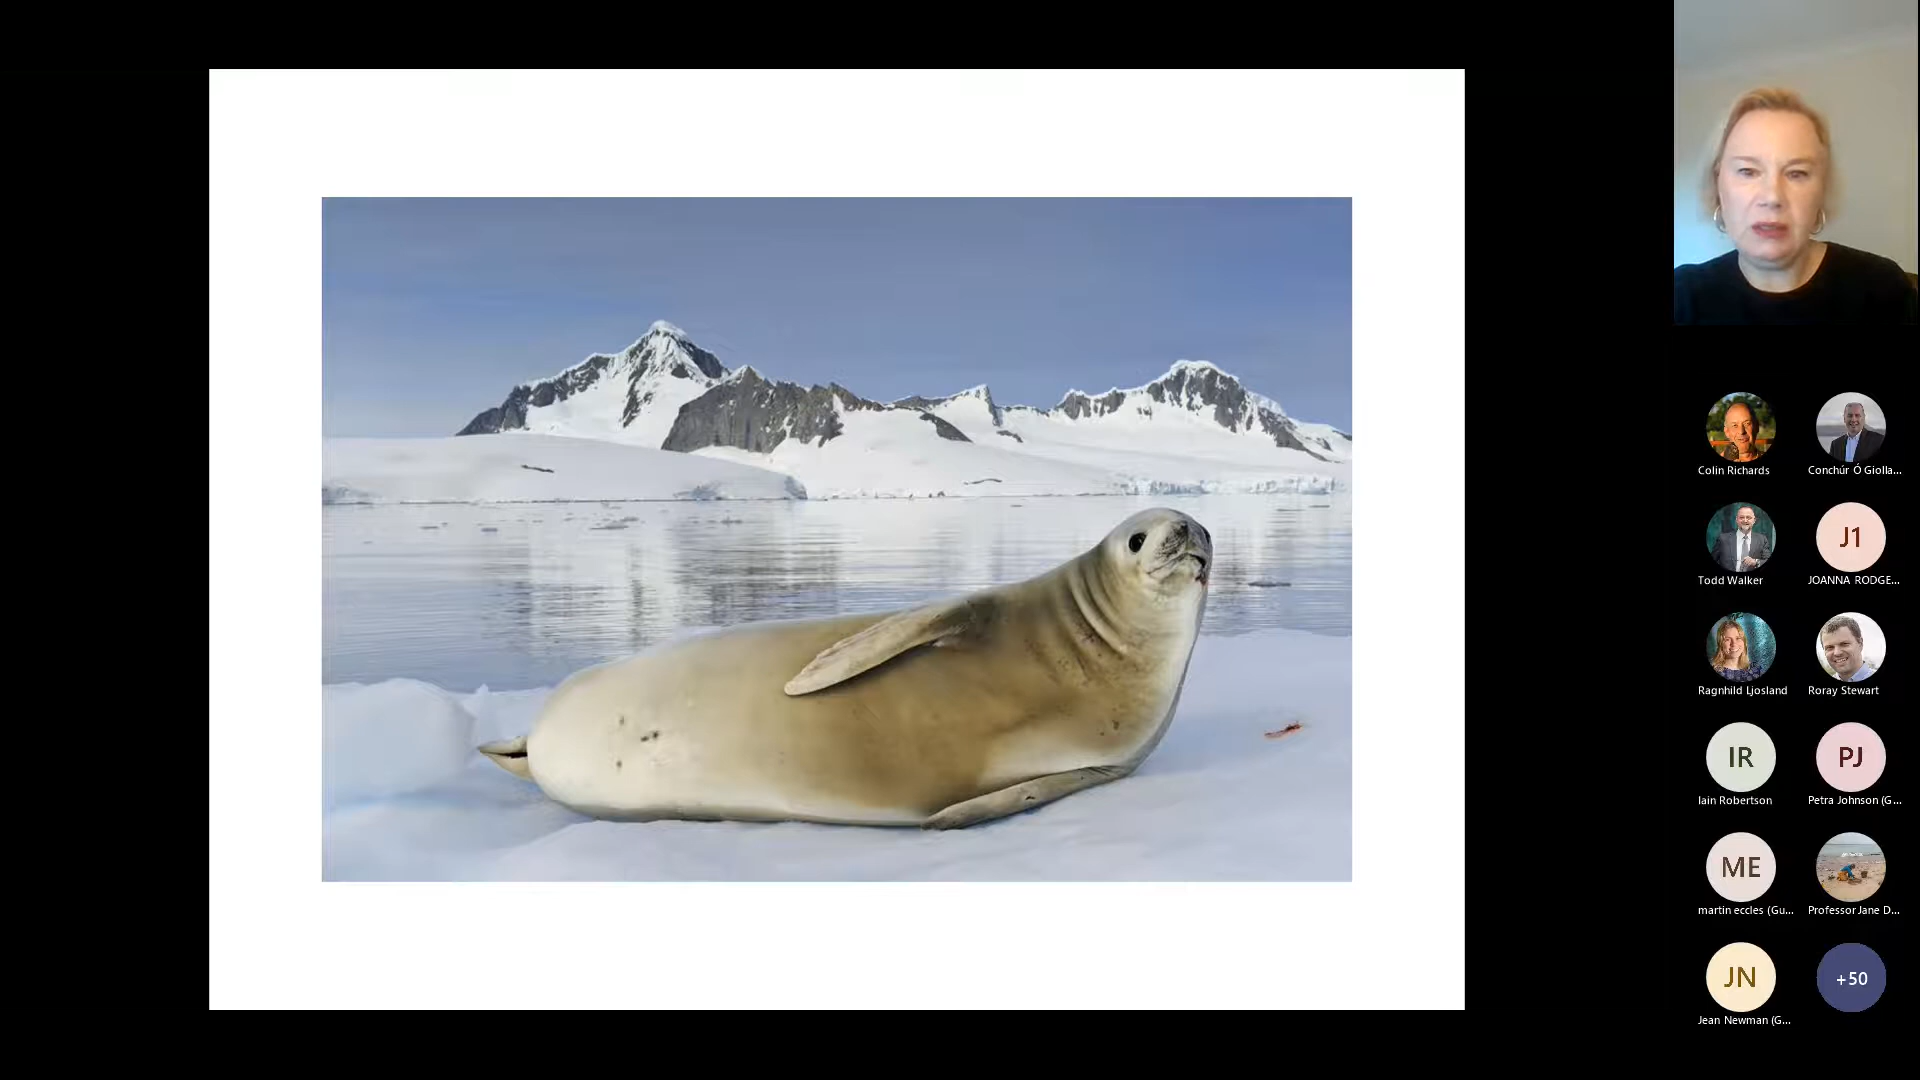 Colin Richards
Conchúr Ó Giolla...
Todd Walker
J1
JOANNA RODGE...
Ragnhild Ljosland
Roray Stewart
IR
Iain Robertson
PJ
Petra Johnson (G...
ME
martin eccles (Gu...
Professor Jane D...
JN
Jean Newman (G...
+50